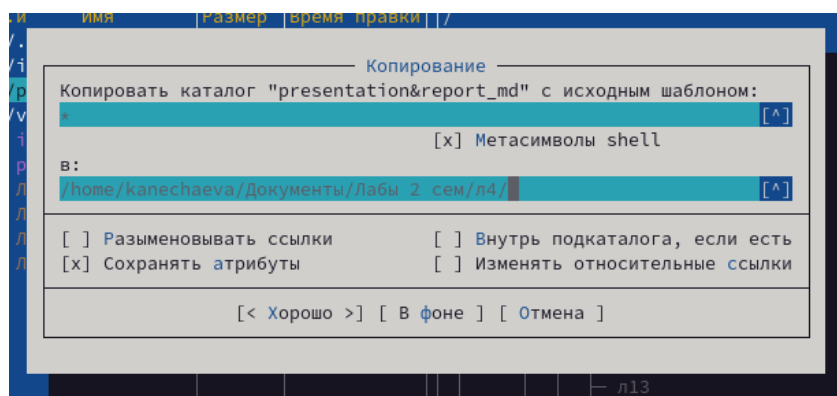 .и Имя Размер Время правки /
/.
/i
/p
/v
i
p
Л
Л
Л
Л
Копирование
Копировать каталог "presentation&report_md" с исходным шаблоном:
* [^]
[x] Метасимволы shell
в:
/home/kanechaeva/Документы/Лабы 2 сем/л4/ [^]
[ ] Разыменовывать ссылки [ ] Внутрь подкаталога, если есть
[x] Сохранять атрибуты [ ] Изменять относительные ссылки
[< Хорошо >] [ В фоне ] [ Отмена ]
л13